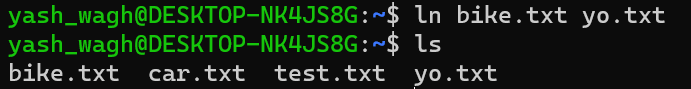 yash_wagh@DESKTOP-NK4JS8G:~$ ln bike.txt yo.txt
yash_wagh@DESKTOP-NK4JS8G:~$ ls
bike.txt  car.txt  test.txt  yo.txt